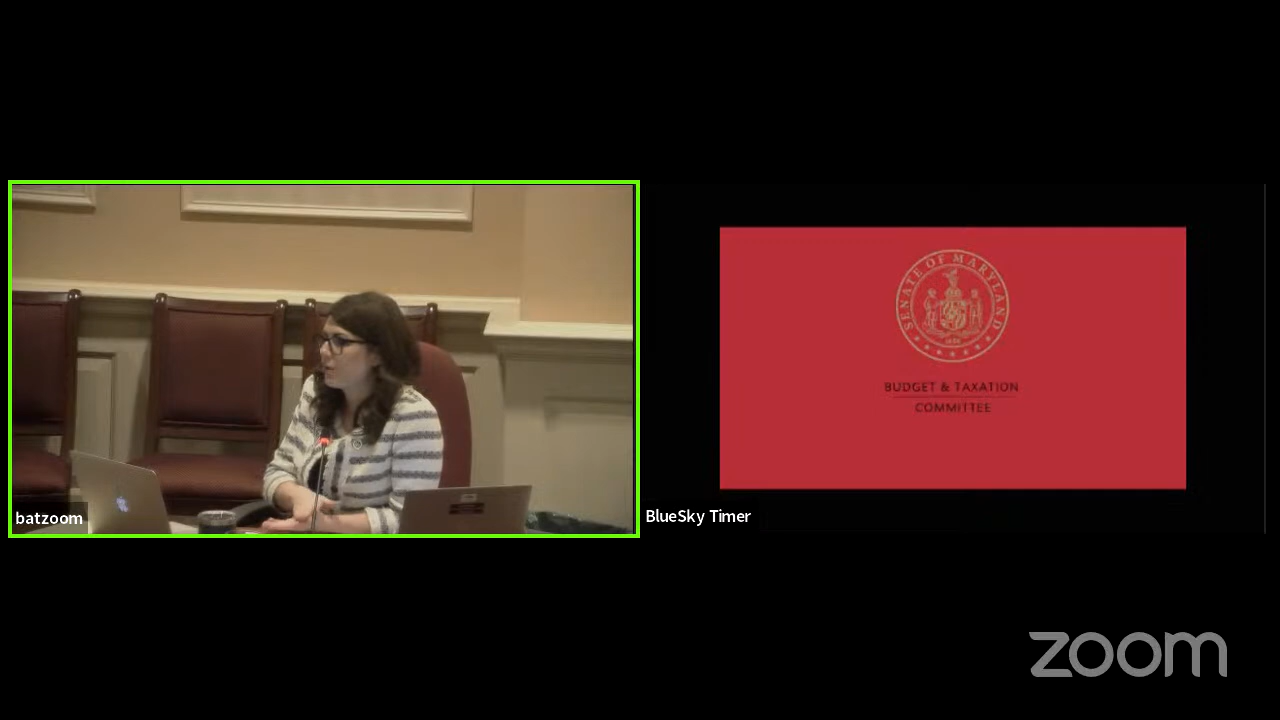 SENATE OF MARYLAND
BUDGET & TAXATION
COMMITTEE
batzoom
BlueSky Timer
zoom